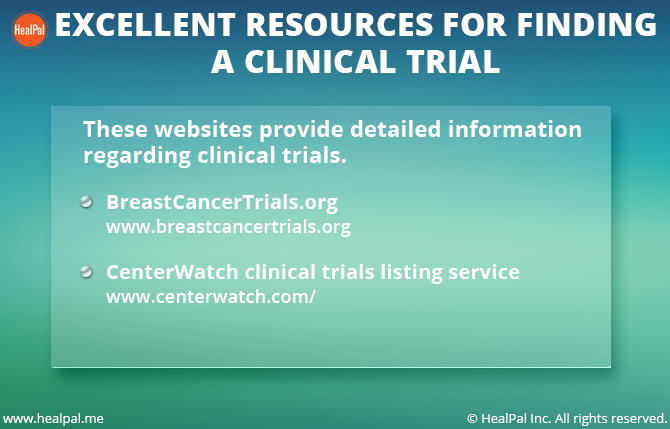 HealPal
EXCELLENT RESOURCES FOR FINDING
A CLINICAL TRIAL
These websites provide detailed information
regarding clinical trials.
BreastCancerTrials.org
www.breastcancertrials.org
CenterWatch clinical trials listing service
www.centerwatch.com/
www.healpal.me
© HealPal Inc. All rights reserved.